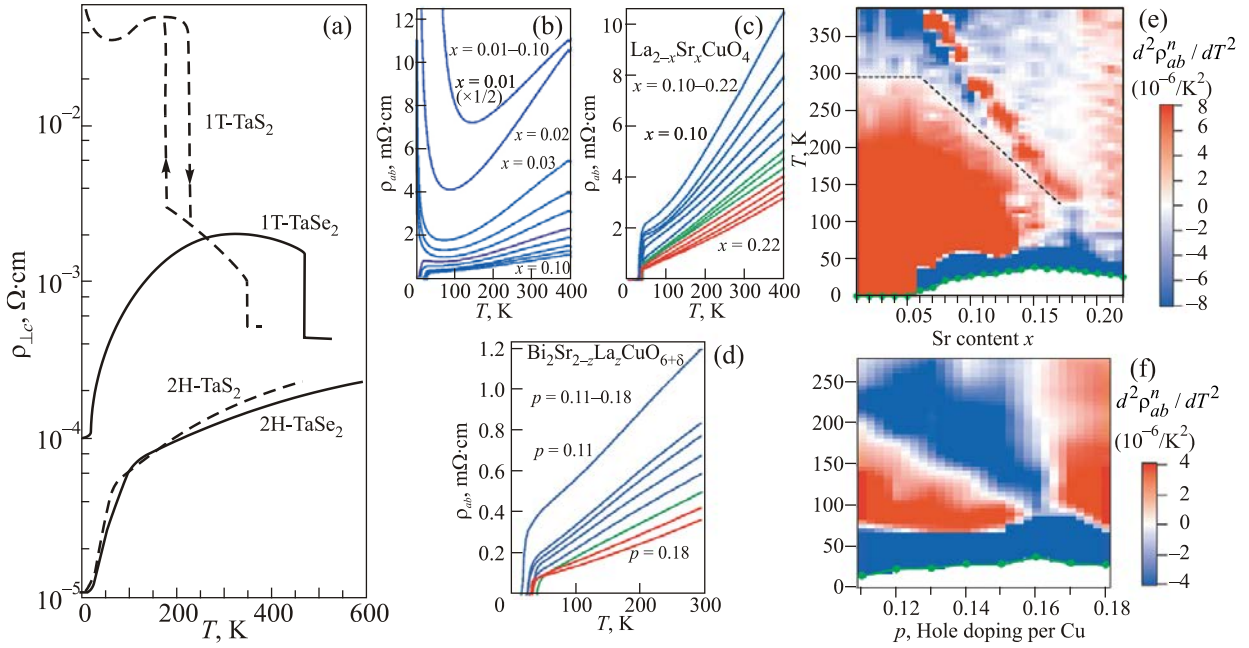 (a)
1T-TaS2
1T-TaSe2
2H-TaS2
2H-TaSe2
10–2
10–3
10–4
10–5
ρ⊥c, Ω·cm
0 200 400 600
T, K
(b)
12
10
8
6
4
2
ρab, mΩ·cm
x = 0.01–0.10
x = 0.01
(×1/2)
x = 0.02
x = 0.03
x = 0.10
0 100 200 300 400
T, K
(c)
10
8
6
4
2
ρab, mΩ·cm
La2–xSrxCuO4
x = 0.10–0.22
x = 0.10
x = 0.22
0 100 200 300 400
T, K
(d)
1.2
1.0
0.8
0.6
0.4
0.2
ρab, mΩ·cm
Bi2Sr2–zLazCuO6+δ
p = 0.11–0.18
p = 0.11
p = 0.18
0 100 200 300
T, K
(e)
350
300
250
200
150
100
50
0
T, K
0.05 0.10 0.15 0.20
Sr content x
d2ρnab / dT2
(10–6/K2)
8
6
4
2
0
–2
–4
–6
–8
(f)
250
200
150
100
50
0
0.12 0.14 0.16 0.18
p, Hole doping per Cu
d2ρnab / dT2
(10–6/K2)
4
2
0
–2
–4